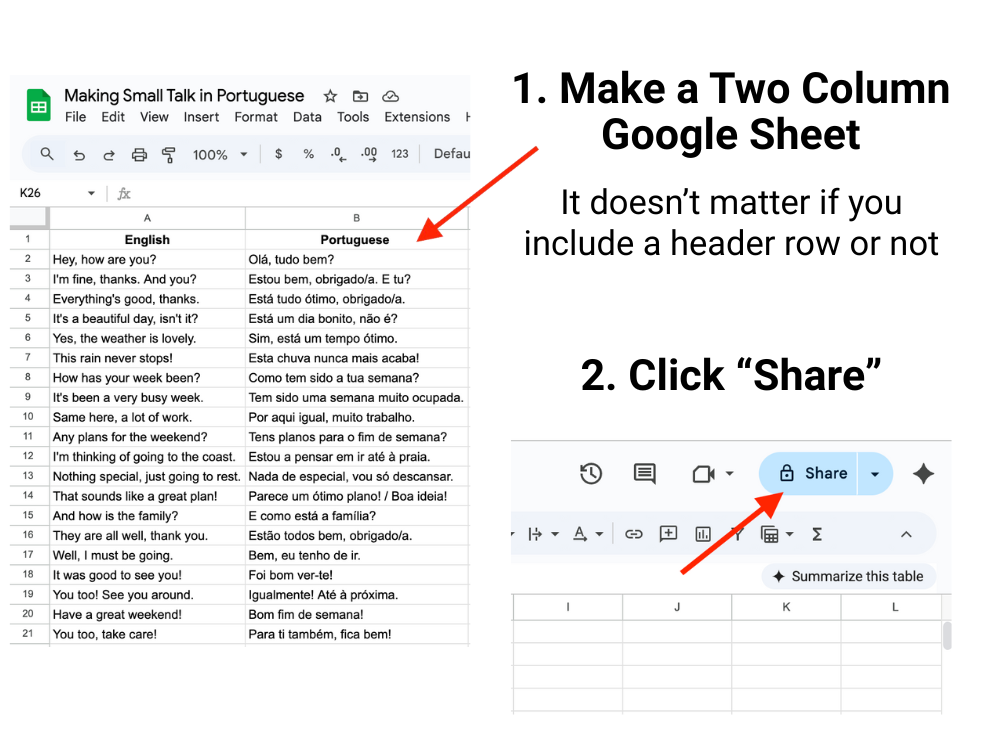 Making Small Talk in Portuguese
File Edit View Insert Format Data Tools Extensions
100% $ % .0 .00 123 Defau
K26 fx
A B
1 English Portuguese
2 Hey, how are you? Olá, tudo bem?
3 I'm fine, thanks. And you? Estou bem, obrigado/a. E tu?
4 Everything's good, thanks. Está tudo ótimo, obrigado/a.
5 It's a beautiful day, isn't it? Está um dia bonito, não é?
6 Yes, the weather is lovely. Sim, está um tempo ótimo.
7 This rain never stops! Esta chuva nunca mais acaba!
8 How has your week been? Como tem sido a tua semana?
9 It's been a very busy week. Tem sido uma semana muito ocupada.
10 Same here, a lot of work. Por aqui igual, muito trabalho.
11 Any plans for the weekend? Tens planos para o fim de semana?
12 I'm thinking of going to the coast. Estou a pensar em ir até à praia.
13 Nothing special, just going to rest. Nada de especial, vou só descansar.
14 That sounds like a great plan! Parece um ótimo plano! / Boa ideia!
15 And how is the family? E como está a família?
16 They are all well, thank you. Estão todos bem, obrigado/a.
17 Well, I must be going. Bem, eu tenho de ir.
18 It was good to see you! Foi bom ver-te!
19 You too! See you around. Igualmente! Até à próxima.
20 Have a great weekend! Bom fim de semana!
21 You too, take care! Para ti também, fica bem!
1. Make a Two Column
Google Sheet
It doesn't matter if you
include a header row or not
2. Click “Share”
Share
A Σ
Summarize this table
I J K L